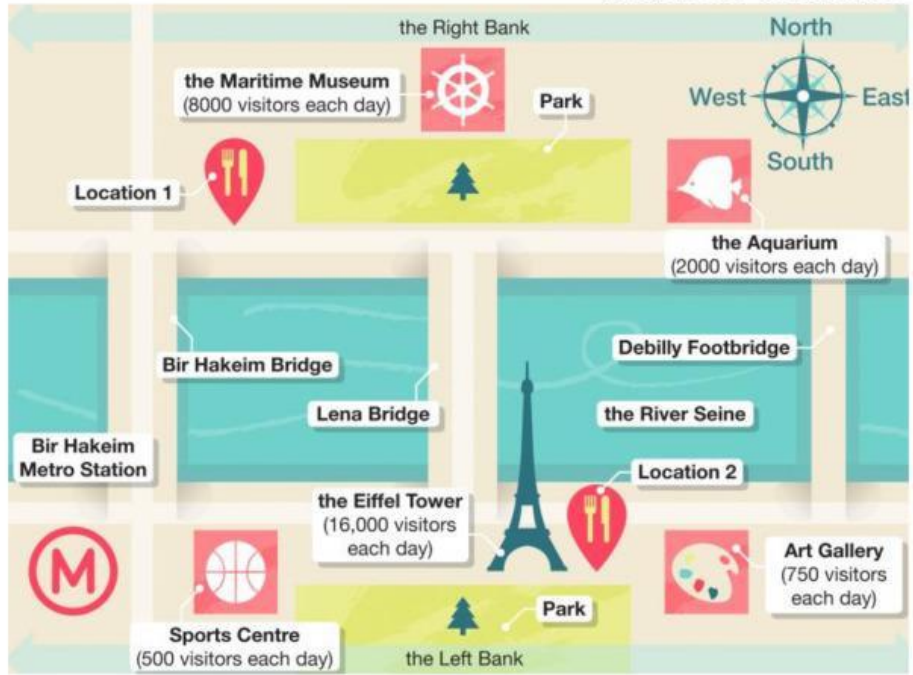 the Right Bank
North
West
East
South
the Maritime Museum
(8000 visitors each day)
Park
Location 1
the Aquarium
(2000 visitors each day)
Bir Hakeim Bridge
Debilly Footbridge
Lena Bridge
the River Seine
Bir Hakeim
Metro Station
Location 2
the Eiffel Tower
(16,000 visitors
each day)
M
Art Gallery
(750 visitors
each day)
Park
Sports Centre
(500 visitors each day)
the Left Bank